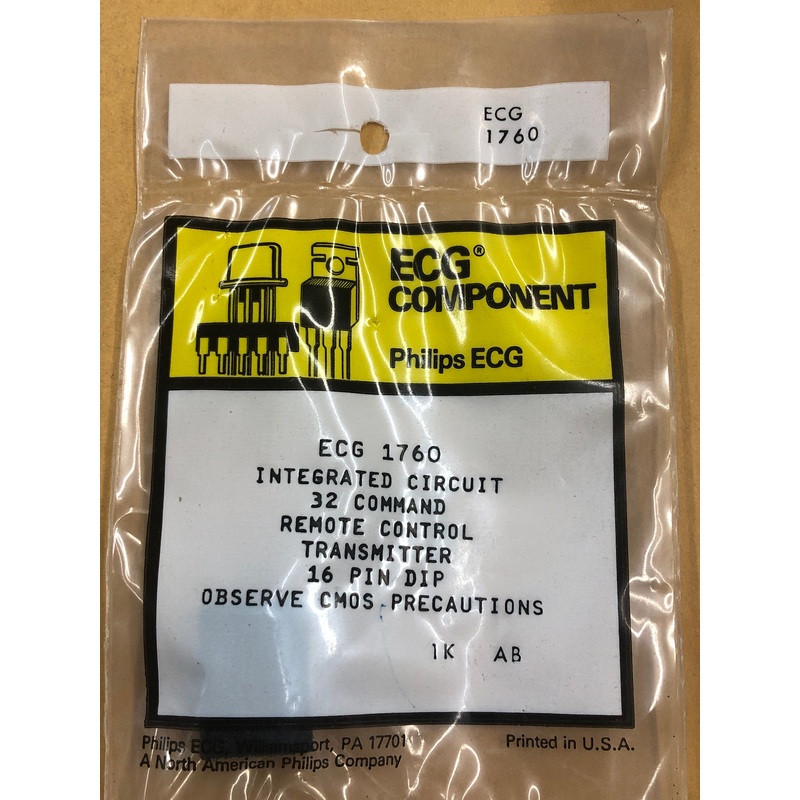 ECG
1760
ECG®
COMPONENT
Philips ECG
ECG 1760
INTEGRATED CIRCUIT
32 COMMAND
REMOTE CONTROL
TRANSMITTER
16 PIN DIP
OBSERVE CMOS PRECAUTIONS
1K AB
Philips ECG, Williamsport, PA 17701
A North American Philips Company
Printed in U.S.A.